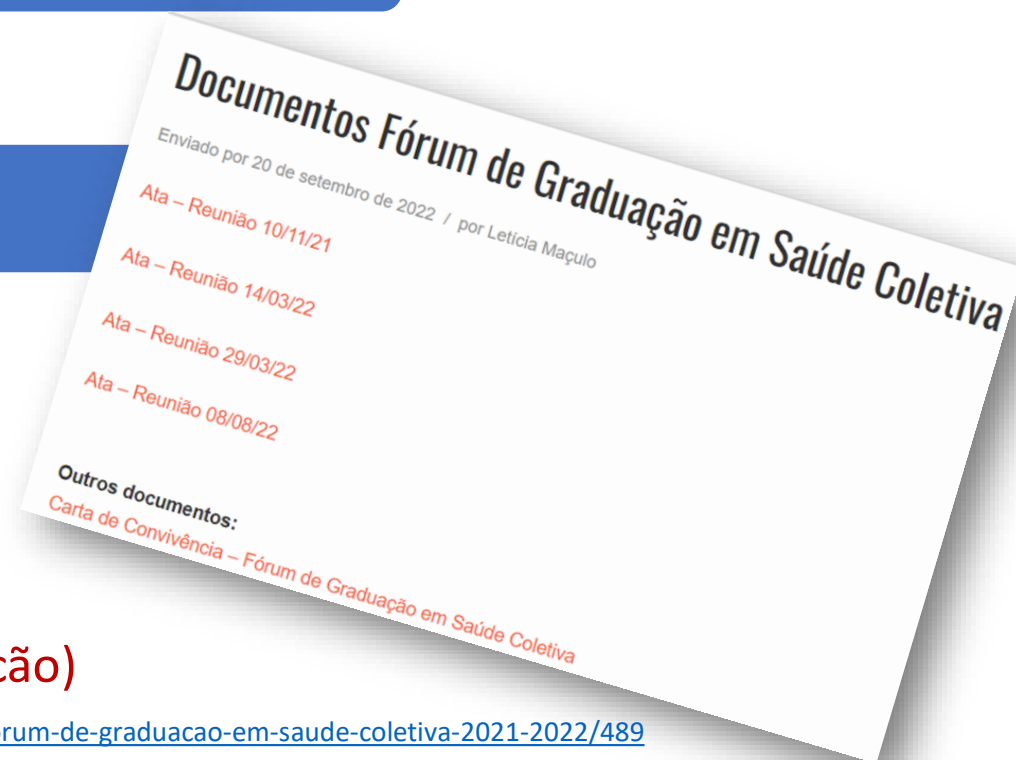 Documentos Fórum de Graduação em Saúde Coletiva
Enviado por 20 de setembro de 2022 / por Letícia Maçulo
Ata – Reunião 10/11/21
Ata – Reunião 14/03/22
Ata – Reunião 29/03/22
Ata – Reunião 08/08/22
Outros documentos:
Carta de Convivência – Fórum de Graduação em Saúde Coletiva
ção)
rum-de-graduacao-em-saude-coletiva-2021-2022/489